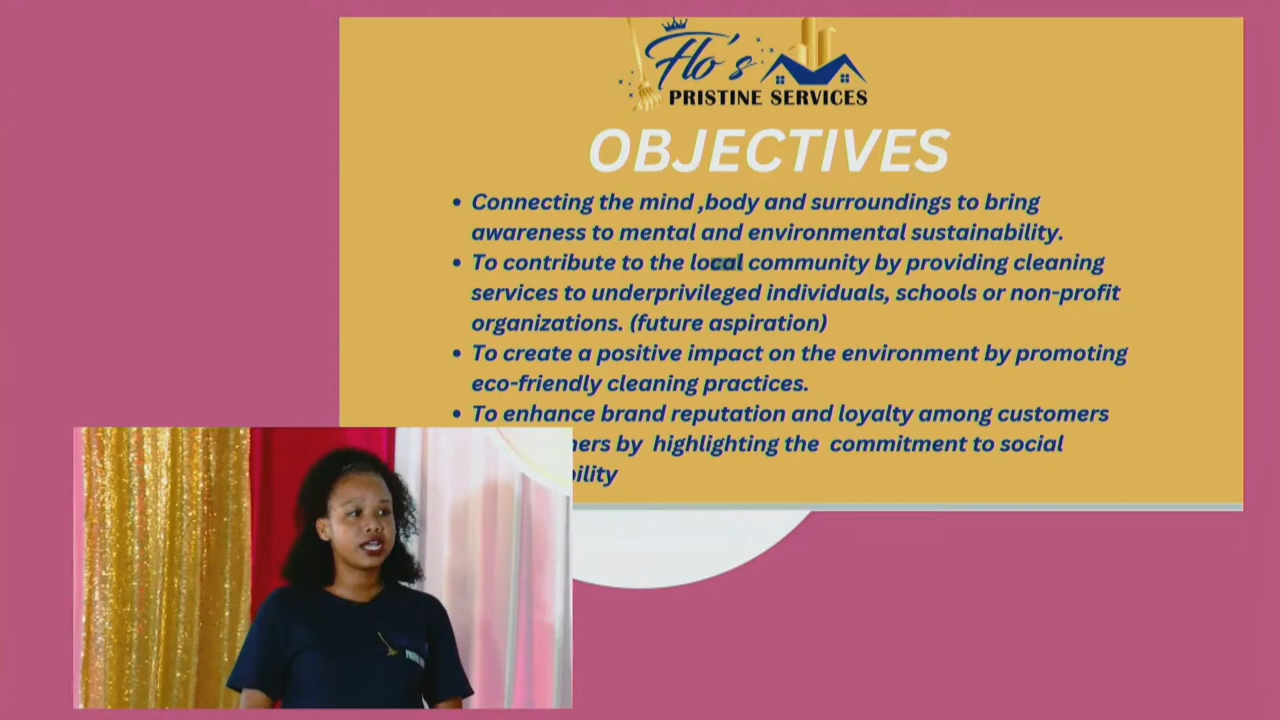 Flo's
PRISTINE SERVICES
OBJECTIVES
• Connecting the mind ,body and surroundings to bring
awareness to mental and environmental sustainability.
• To contribute to the local community by providing cleaning
services to underprivileged individuals, schools or non-profit
organizations. (future aspiration)
• To create a positive impact on the environment by promoting
eco-friendly cleaning practices.
• To enhance brand reputation and loyalty among customers
by highlighting the commitment to social